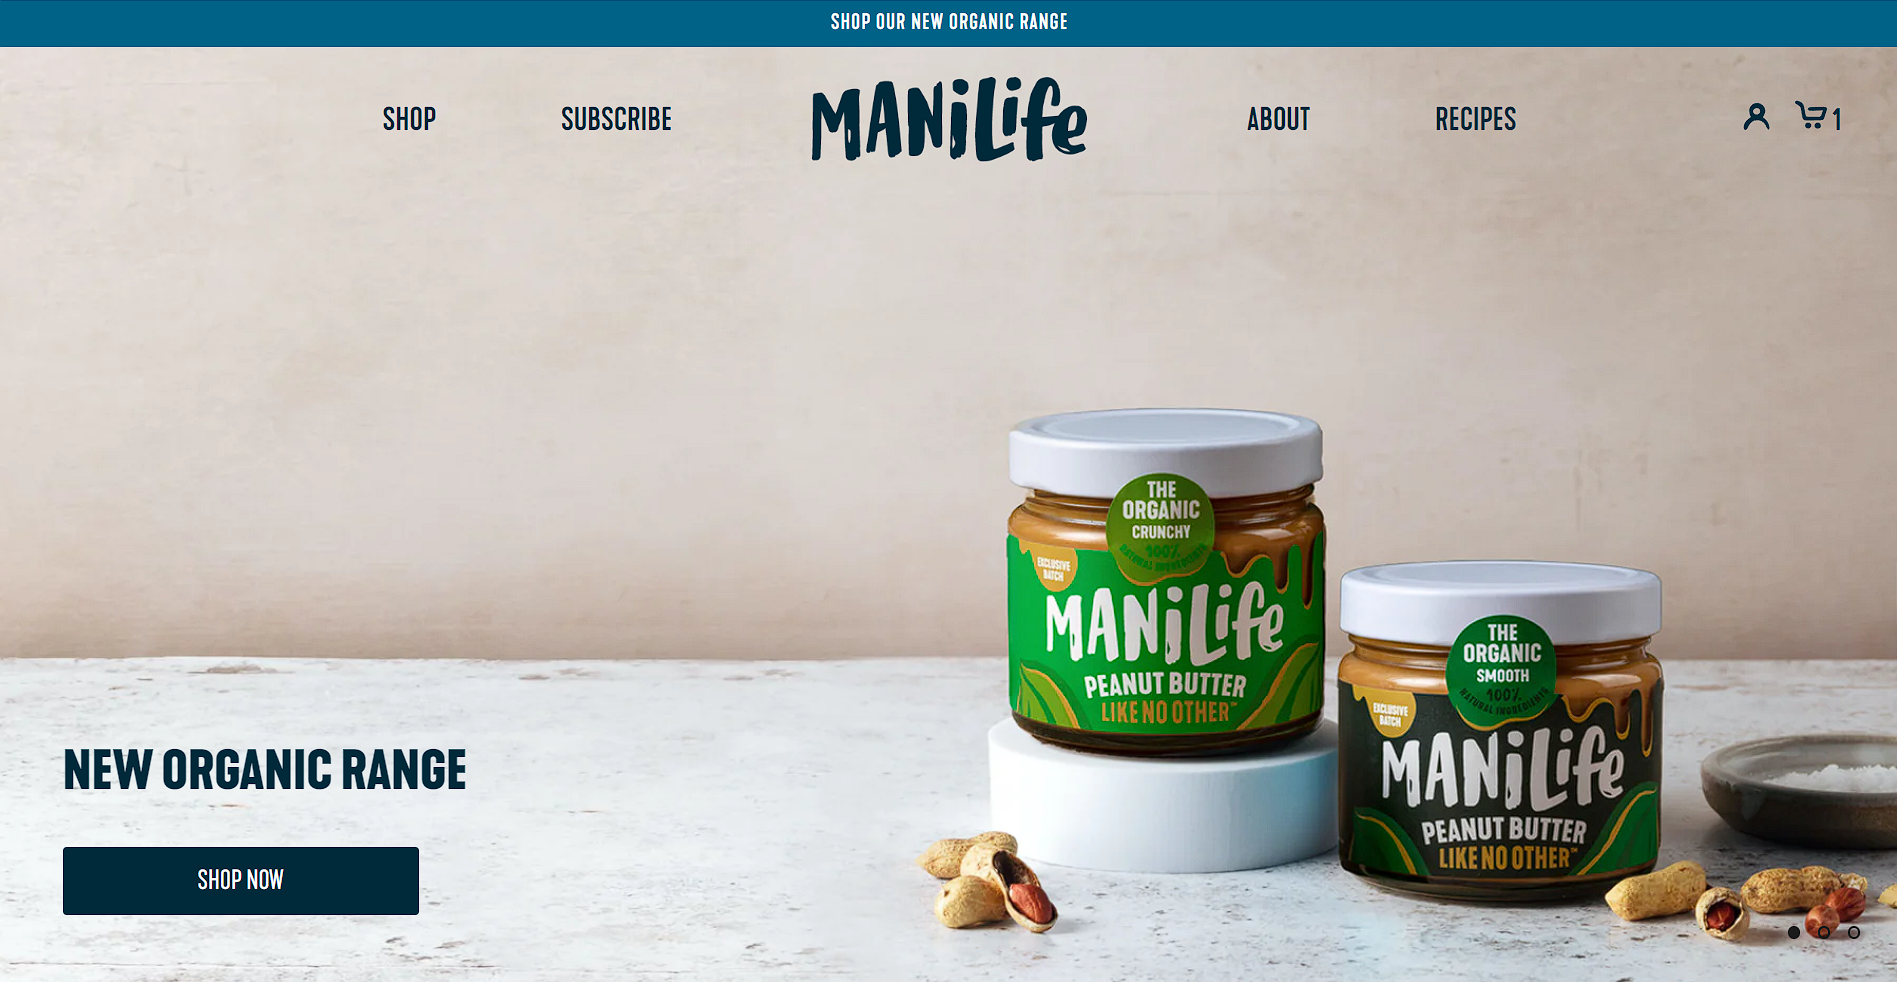 SHOP OUR NEW ORGANIC RANGE
SHOP
SUBSCRIBE
MANiLife
ABOUT
RECIPES
1
THE
ORGANIC
CRUNCHY
100%
NATURAL INGREDIENTS
EXCLUSIVE
BATCH
MANiLife
PEANUT BUTTER
LIKE NO OTHER™
THE
ORGANIC
SMOOTH
100%
NATURAL INGREDIENTS
EXCLUSIVE
BATCH
MANiLife
PEANUT BUTTER
LIKE NO OTHER™
NEW ORGANIC RANGE
SHOP NOW